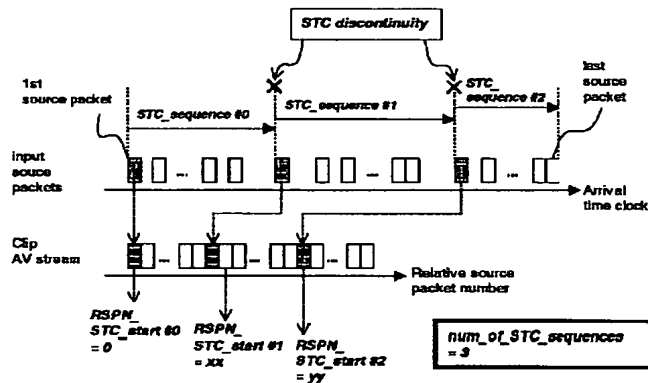 STC discontinuity
1st
source packet
STC_sequence #0
STC_sequence #1
STC_
sequence #2
last
source
packet
input
source
packets
...
...
...
Arrival
time clock
Clip
AV stream
...
...
...
Relative source
packet number
RSPN_
STC_start #0
= 0
RSPN_
STC_start #1
= xx
RSPN_
STC_start #2
= yy
num_of_STC_sequences
= 3